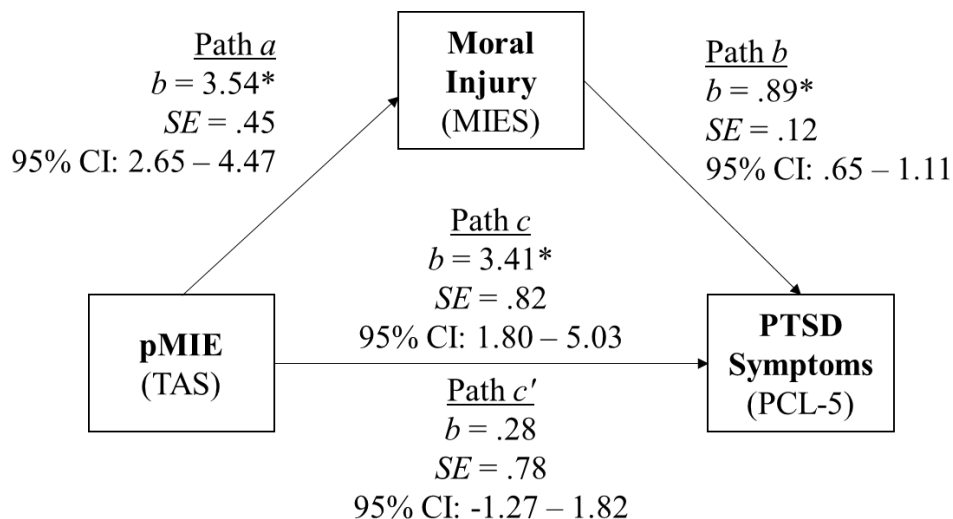 Path a
b = 3.54*
SE = .45
95% CI: 2.65 – 4.47
Moral
Injury
(MIES)
Path b
b = .89*
SE = .12
95% CI: .65 – 1.11
Path c
b = 3.41*
SE = .82
95% CI: 1.80 – 5.03
pMIE
(TAS)
PTSD
Symptoms
(PCL-5)
Path c′
b = .28
SE = .78
95% CI: -1.27 – 1.82